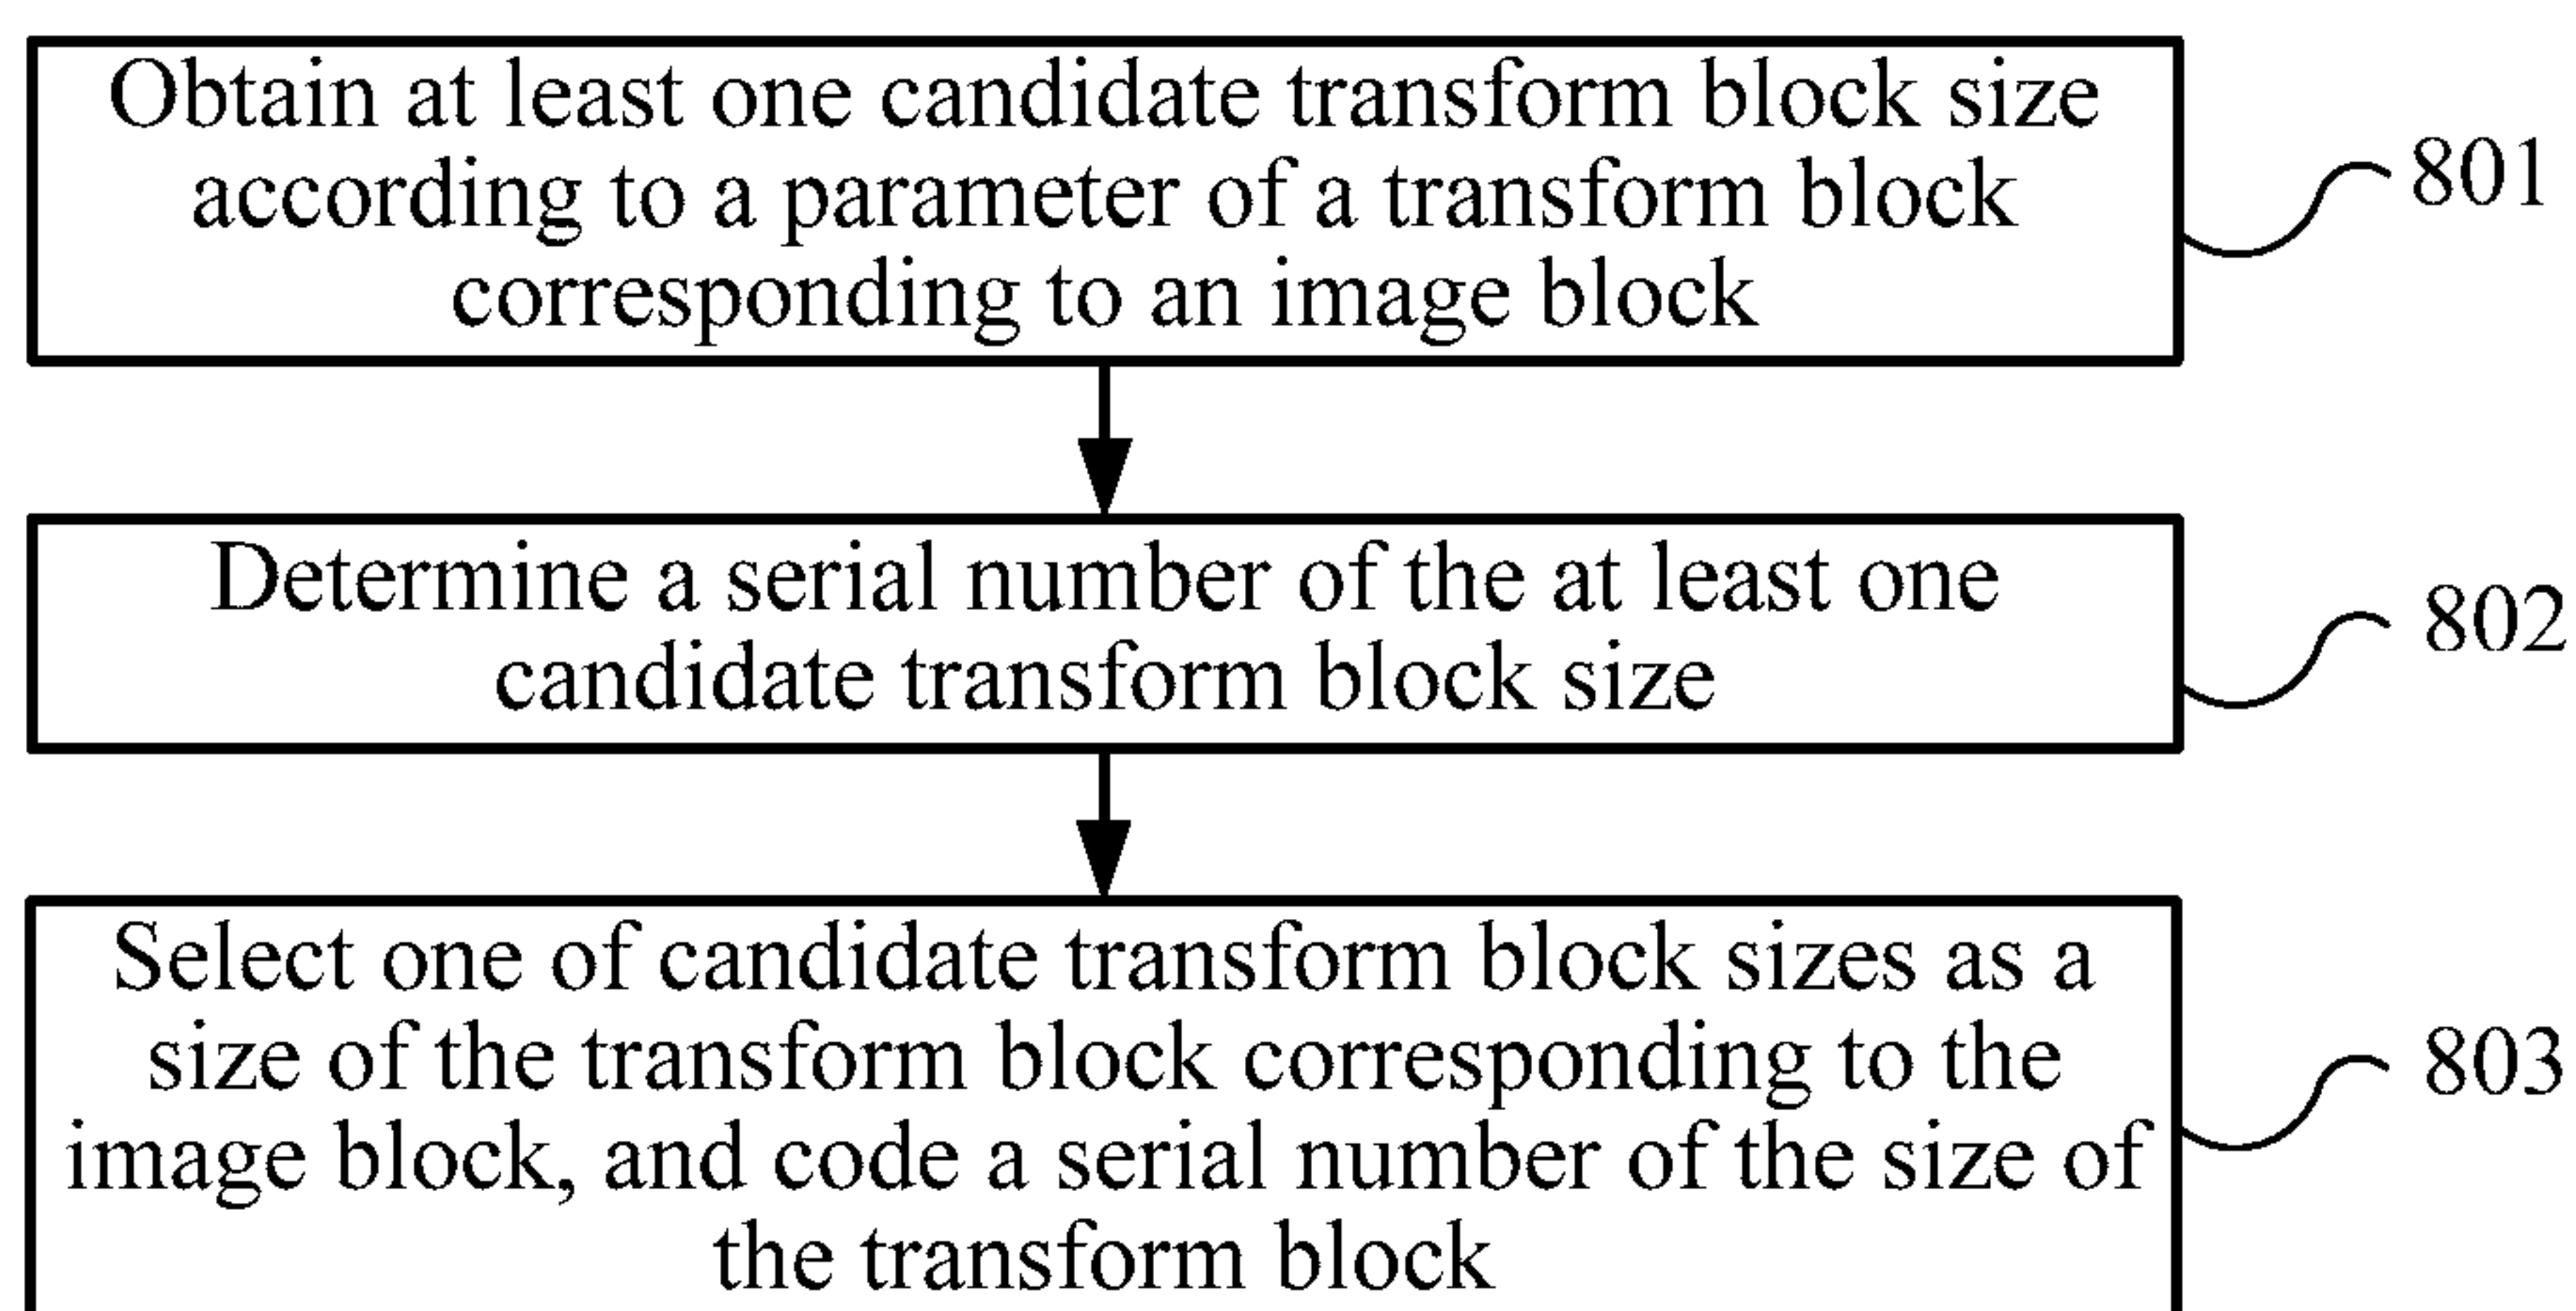 Obtain at least one candidate transform block size
according to a parameter of a transform block
corresponding to an image block
801
Determine a serial number of the at least one
candidate transform block size
802
Select one of candidate transform block sizes as a
size of the transform block corresponding to the
image block, and code a serial number of the size of
the transform block
803